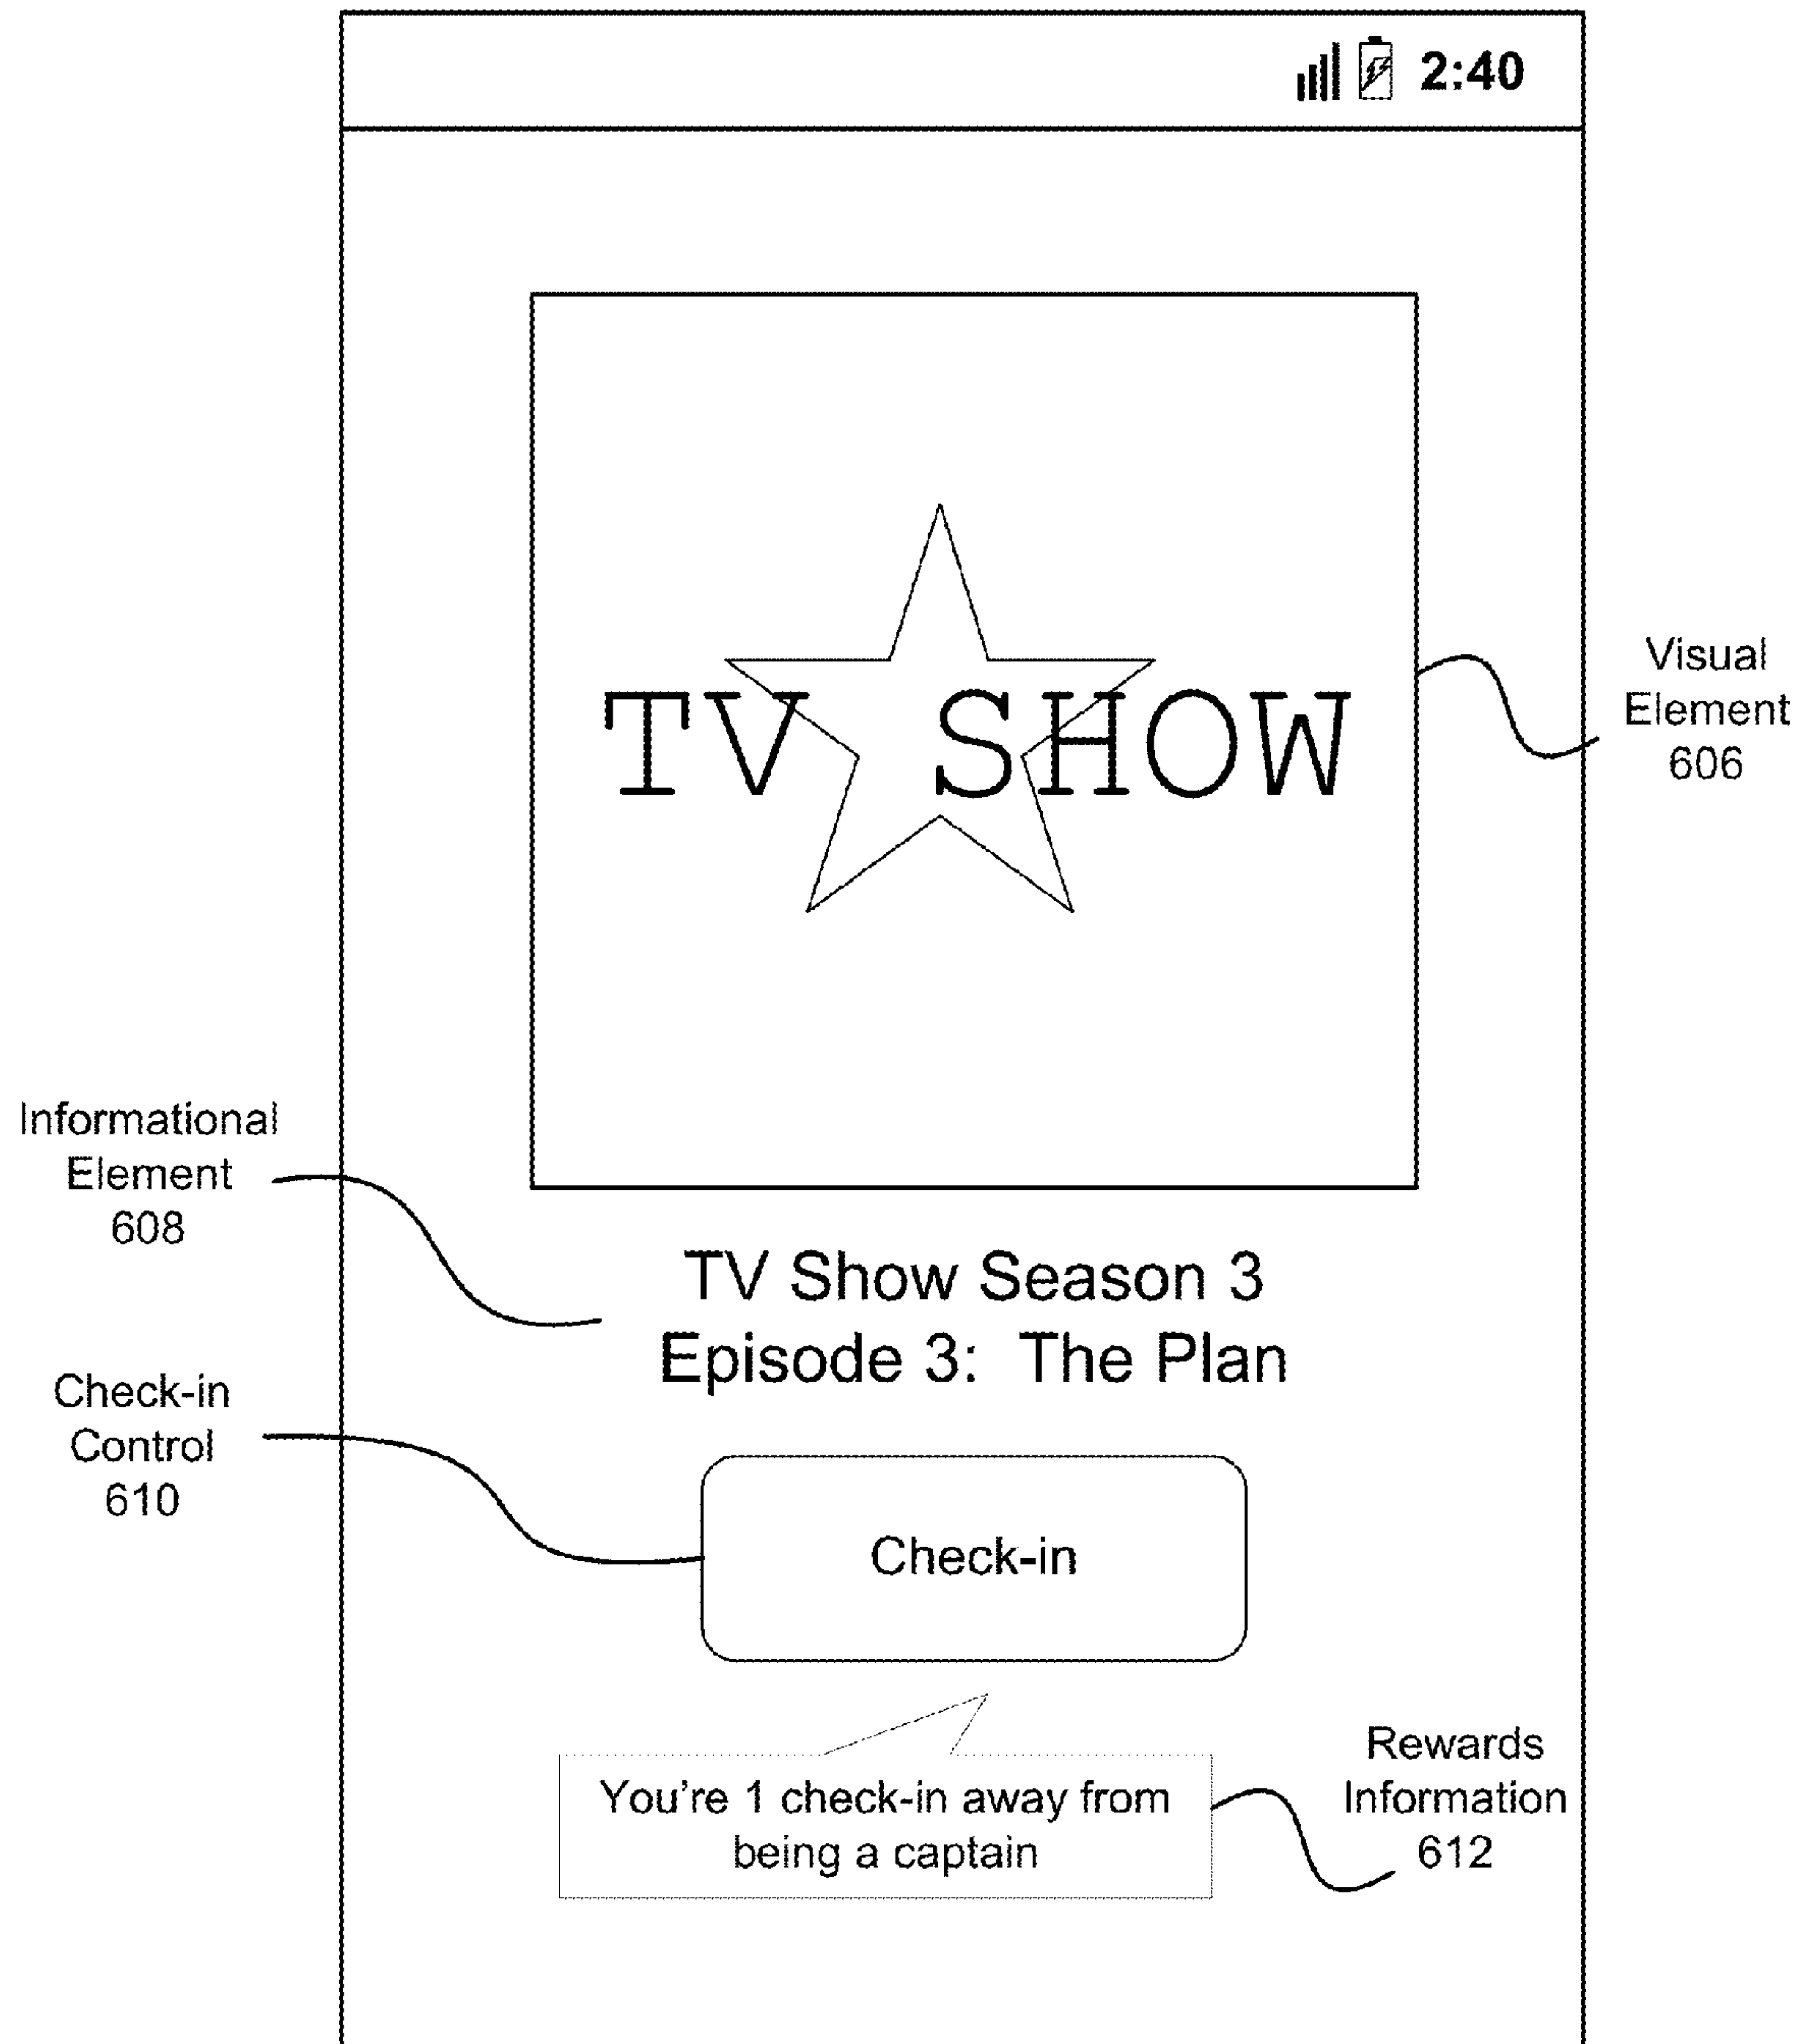 2:40
TV SHOW
Visual
Element
606
Informational
Element
608
TV Show Season 3
Episode 3: The Plan
Check-in
Control
610
Check-in
You're 1 check-in away from
being a captain
Rewards
Information
612